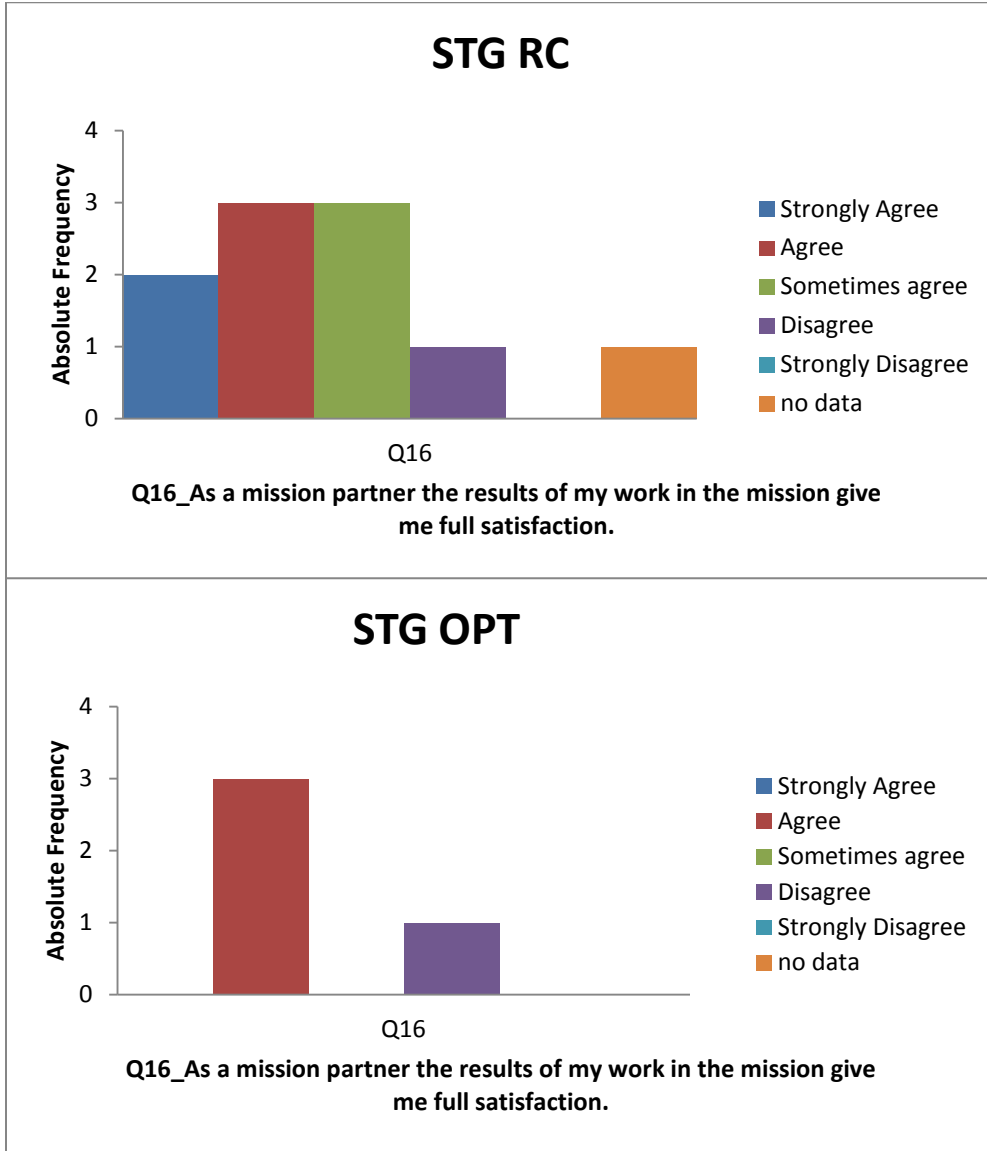 STG RC
4
3
2
1
0
Absolute Frequency
Q16
Strongly Agree
Agree
Sometimes agree
Disagree
Strongly Disagree
no data
Q16_As a mission partner the results of my work in the mission give
me full satisfaction.
STG OPT
4
3
2
1
0
Absolute Frequency
Q16
Strongly Agree
Agree
Sometimes agree
Disagree
Strongly Disagree
no data
Q16_As a mission partner the results of my work in the mission give
me full satisfaction.